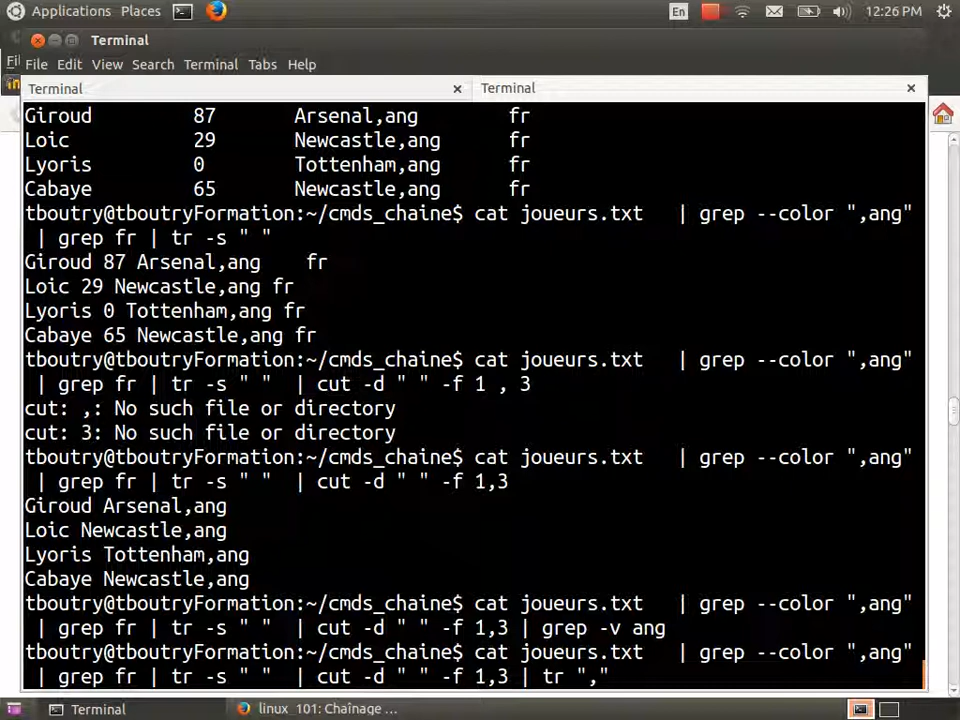 Applications Places En 12:26 PM
Terminal
File Edit View Search Terminal Tabs Help
Terminal × Terminal ×
Giroud 87 Arsenal,ang fr
Loic 29 Newcastle,ang fr
Lyoris 0 Tottenham,ang fr
Cabaye 65 Newcastle,ang fr
tboutry@tboutryFormation:~/cmds_chaine$ cat joueurs.txt | grep --color ",ang"
| grep fr | tr -s " "
Giroud 87 Arsenal,ang fr
Loic 29 Newcastle,ang fr
Lyoris 0 Tottenham,ang fr
Cabaye 65 Newcastle,ang fr
tboutry@tboutryFormation:~/cmds_chaine$ cat joueurs.txt | grep --color ",ang"
| grep fr | tr -s " " | cut -d " " -f 1 , 3
cut: ,: No such file or directory
cut: 3: No such file or directory
tboutry@tboutryFormation:~/cmds_chaine$ cat joueurs.txt | grep --color ",ang"
| grep fr | tr -s " " | cut -d " " -f 1,3
Giroud Arsenal,ang
Loic Newcastle,ang
Lyoris Tottenham,ang
Cabaye Newcastle,ang
tboutry@tboutryFormation:~/cmds_chaine$ cat joueurs.txt | grep --color ",ang"
| grep fr | tr -s " " | cut -d " " -f 1,3 | grep -v ang
tboutry@tboutryFormation:~/cmds_chaine$ cat joueurs.txt | grep --color ",ang"
| grep fr | tr -s " " | cut -d " " -f 1,3 | tr ","
Terminal linux_101: Chaînage ...